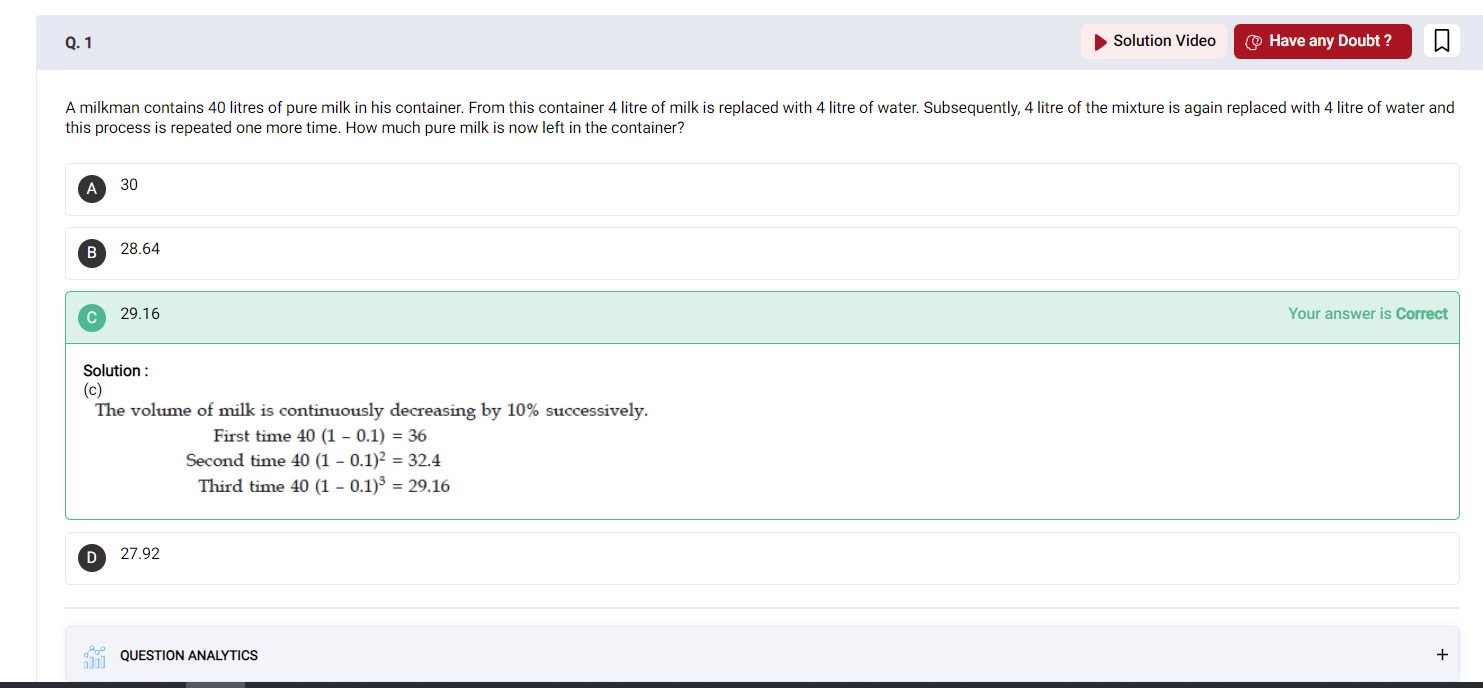 Q. 1
Solution Video
Have any Doubt ?
A milkman contains 40 litres of pure milk in his container. From this container 4 litre of milk is replaced with 4 litre of water. Subsequently, 4 litre of the mixture is again replaced with 4 litre of water and
this process is repeated one more time. How much pure milk is now left in the container?
A 30
B 28.64
C 29.16 Your answer is Correct
Solution :
(c)
The volume of milk is continuously decreasing by 10% successively.
First time 40 (1 – 0.1) = 36
Second time 40 (1 – 0.1)² = 32.4
Third time 40 (1 – 0.1)³ = 29.16
D 27.92
QUESTION ANALYTICS +